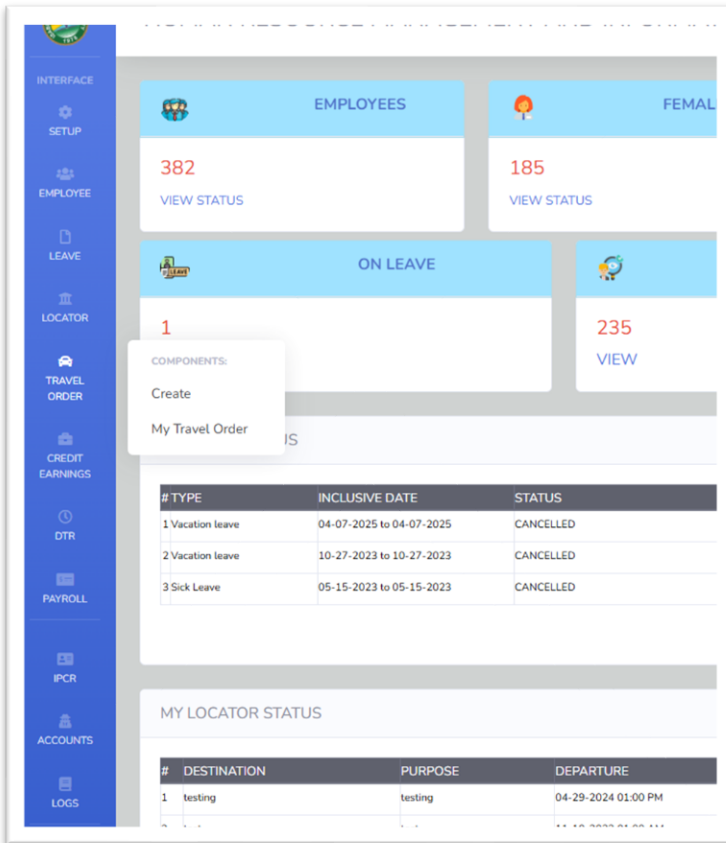 INTERFACE
SETUP
EMPLOYEE
LEAVE
LOCATOR
TRAVEL
ORDER
CREDIT
EARNINGS
DTR
PAYROLL
IPCR
ACCOUNTS
LOGS
EMPLOYEES
382
VIEW STATUS
185
VIEW STATUS
ON LEAVE
1
235
VIEW
COMPONENTS:
Create
My Travel Order
# TYPE INCLUSIVE DATE STATUS
1 Vacation leave 04-07-2025 to 04-07-2025 CANCELLED
2 Vacation leave 10-27-2023 to 10-27-2023 CANCELLED
3 Sick Leave 05-15-2023 to 05-15-2023 CANCELLED
MY LOCATOR STATUS
# DESTINATION PURPOSE DEPARTURE
1 testing testing 04-29-2024 01:00 PM